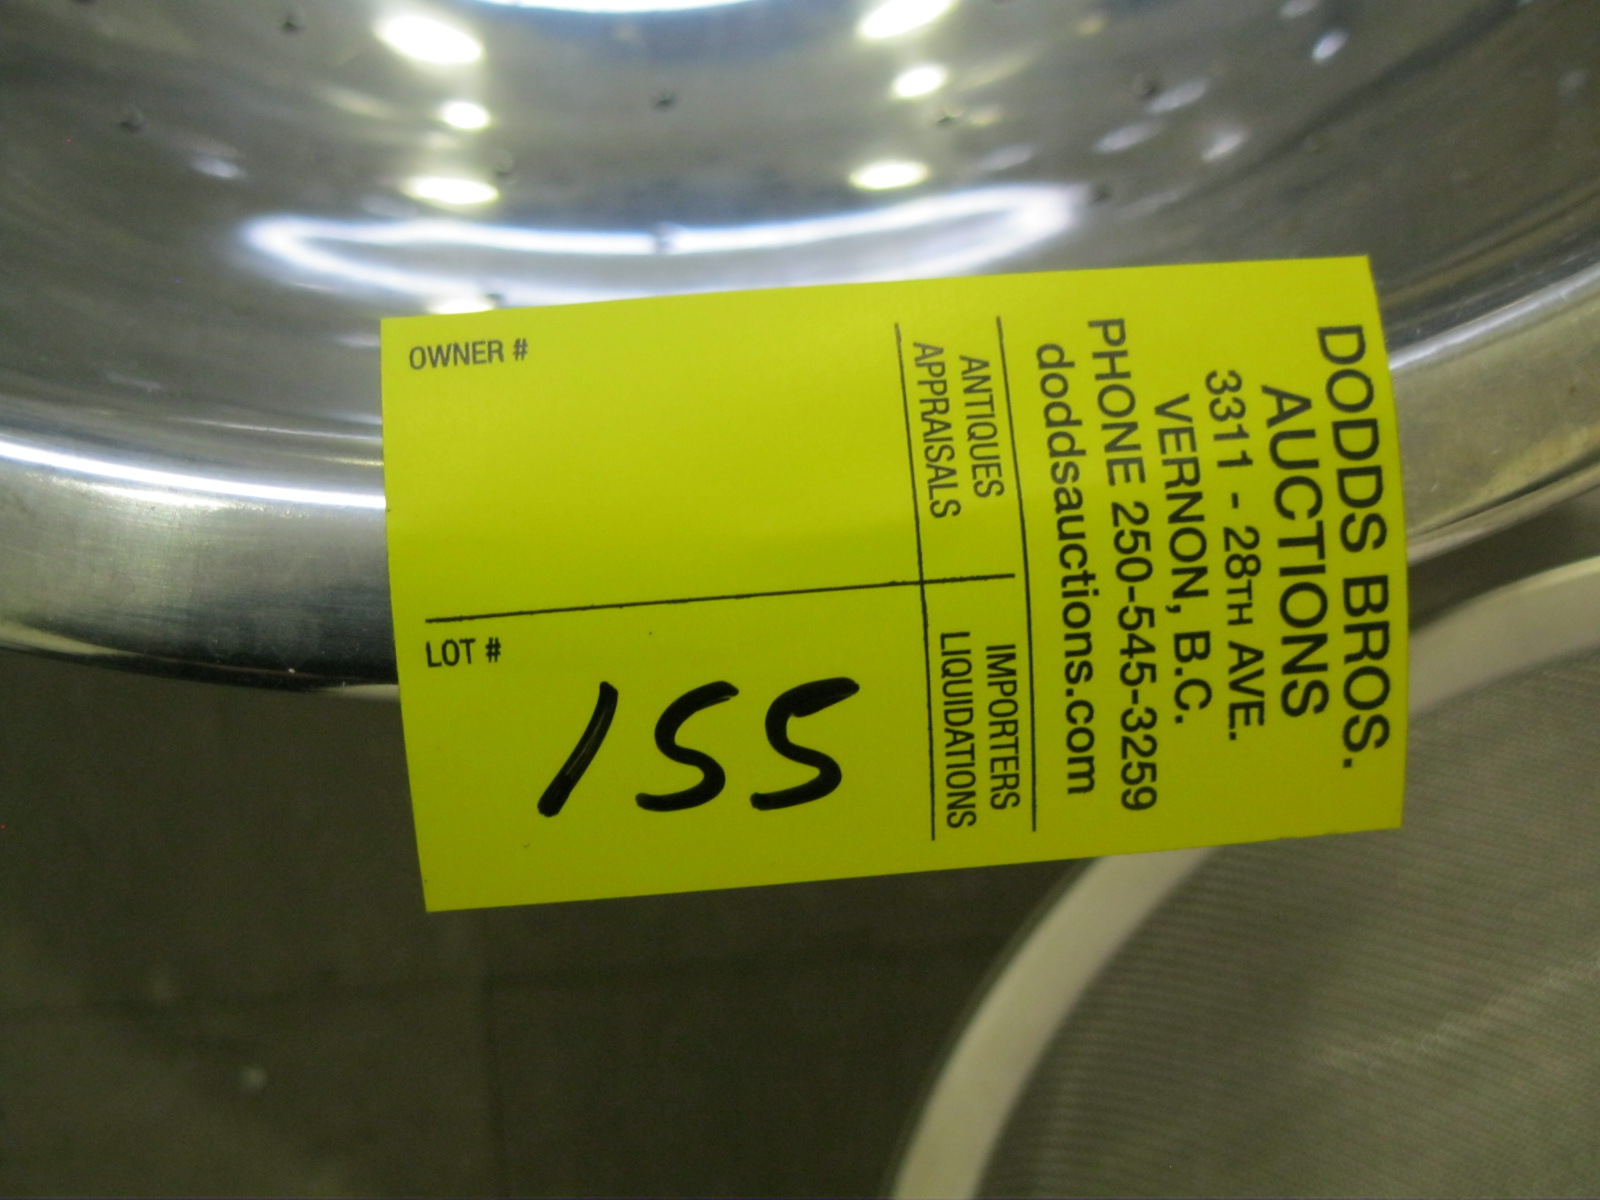 DODDS BROS.
AUCTIONS
3311 - 28TH AVE.
VERNON, B.C.
PHONE 250-545-3259
doddsauctions.com
ANTIQUES
APPRAISALS
IMPORTERS
LIQUIDATIONS
OWNER #
LOT #
155